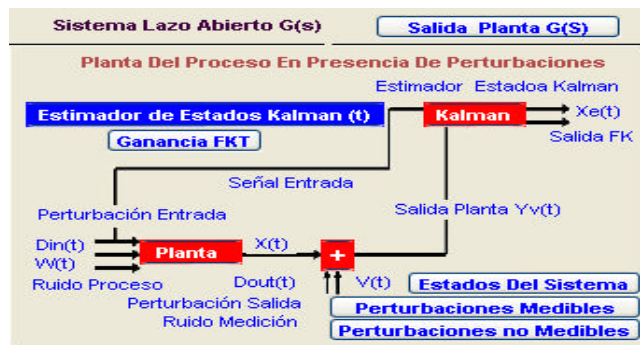 Sistema Lazo Abierto G(s)
Salida Planta G(S)
Planta Del Proceso En Presencia De Perturbaciones
Estimador Estadoa Kalman
Estimador de Estados Kalman (t)
Kalman
Xe(t)
Ganancia FKT
Salida FK
Señal Entrada
Perturbación Entrada
Salida Planta Yv(t)
Din(t)
Planta
X(t)
+
W(t)
Ruido Proceso
Dout(t)
V(t)
Estados Del Sistema
Perturbación Salida
Perturbaciones Medibles
Ruido Medición
Perturbaciones no Medibles